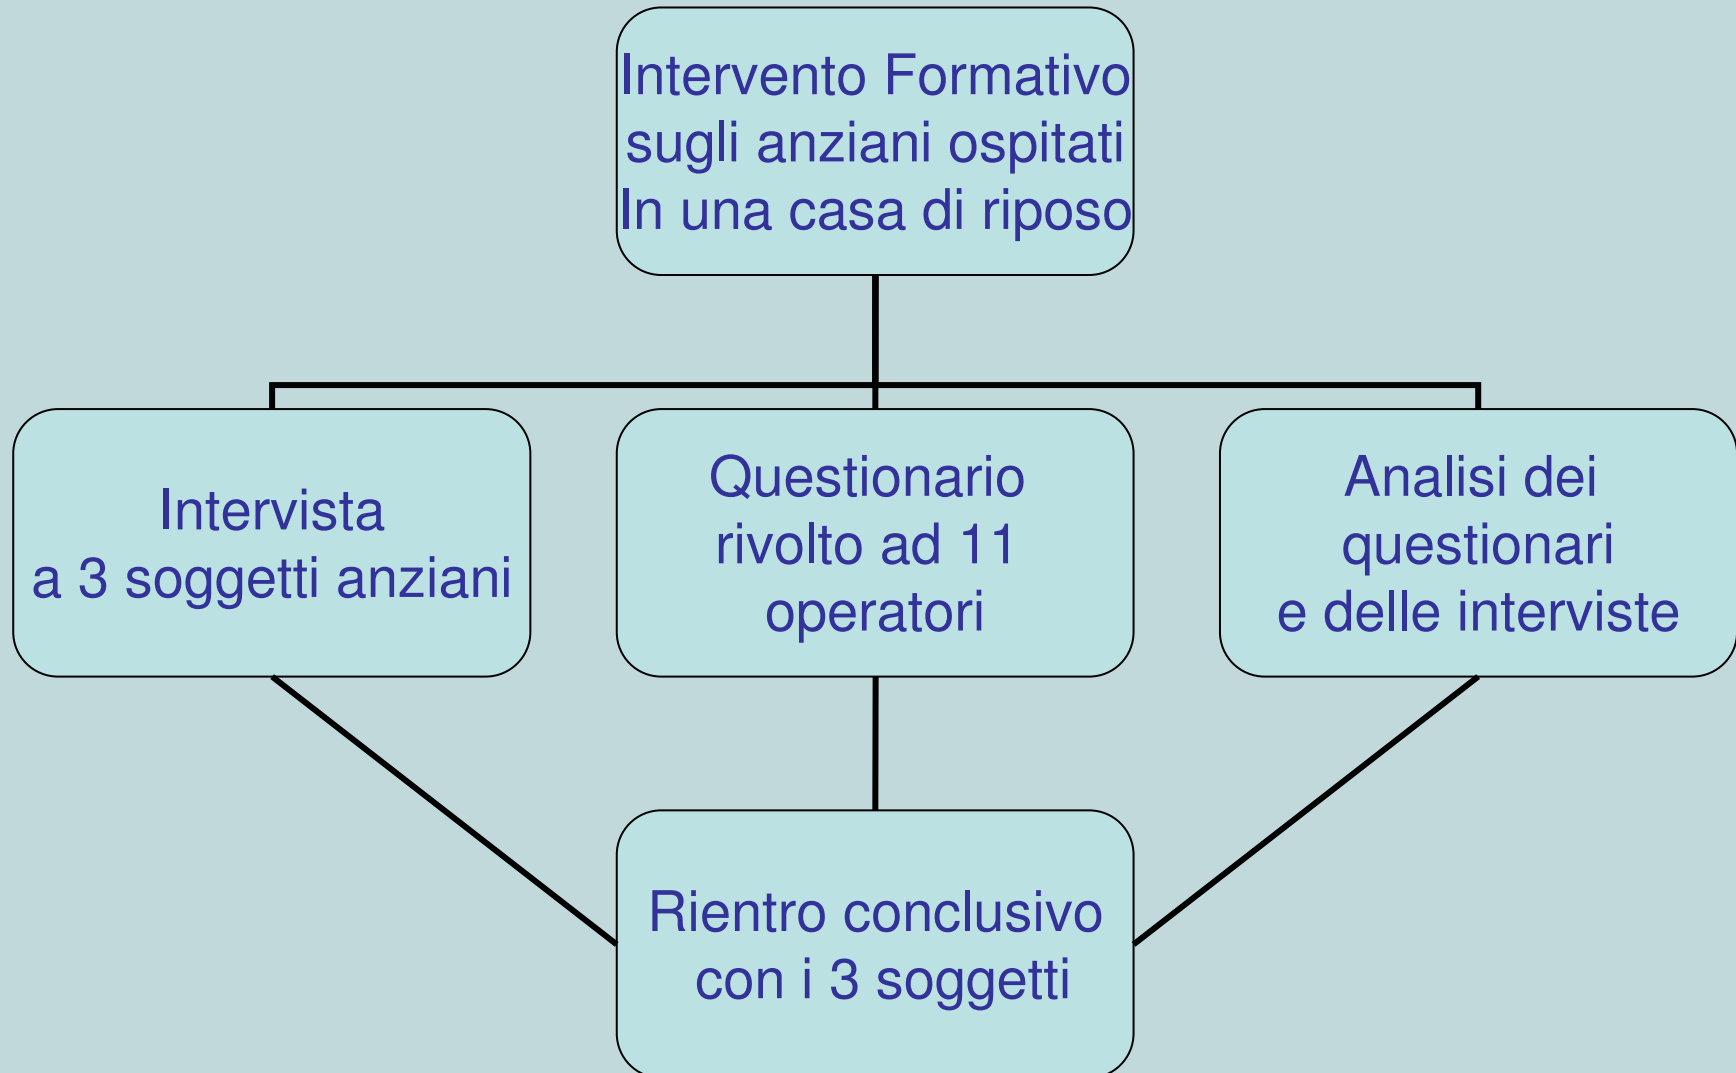 Intervento Formativo
sugli anziani ospitati
In una casa di riposo
Intervista
a 3 soggetti anziani
Questionario
rivolto ad 11
operatori
Analisi dei
questionari
e delle interviste
Rientro conclusivo
con i 3 soggetti